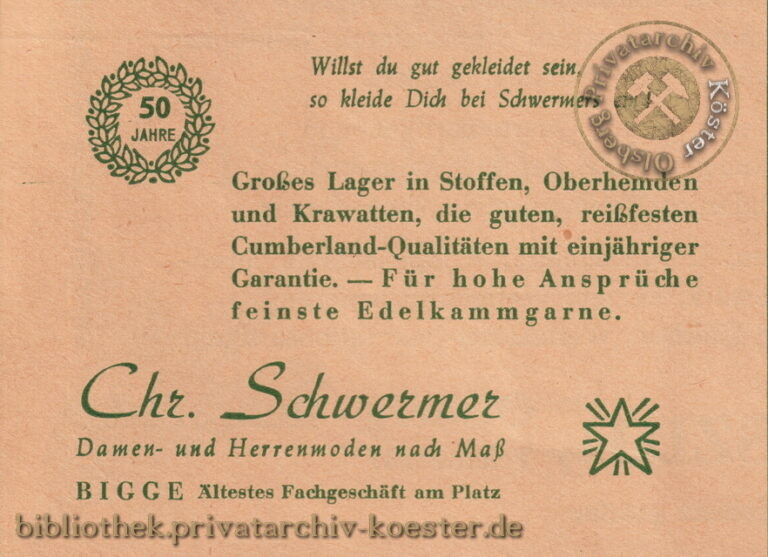 50
JAHRE
Willst du gut gekleidet sein,
so kleide Dich bei Schwermers
Großes Lager in Stoffen, Oberhemden
und Krawatten, die guten, reißfesten
Cumberland-Qualitäten mit einjähriger
Garantie. — Für hohe Ansprüche
feinste Edelkammgarne.
Chr. Schwermer
Damen- und Herrenmoden nach Maß
BIGGE Ältestes Fachgeschäft am Platz
Privatarchiv Köster Olsberg
bibliothek.privatarchiv-koester.de